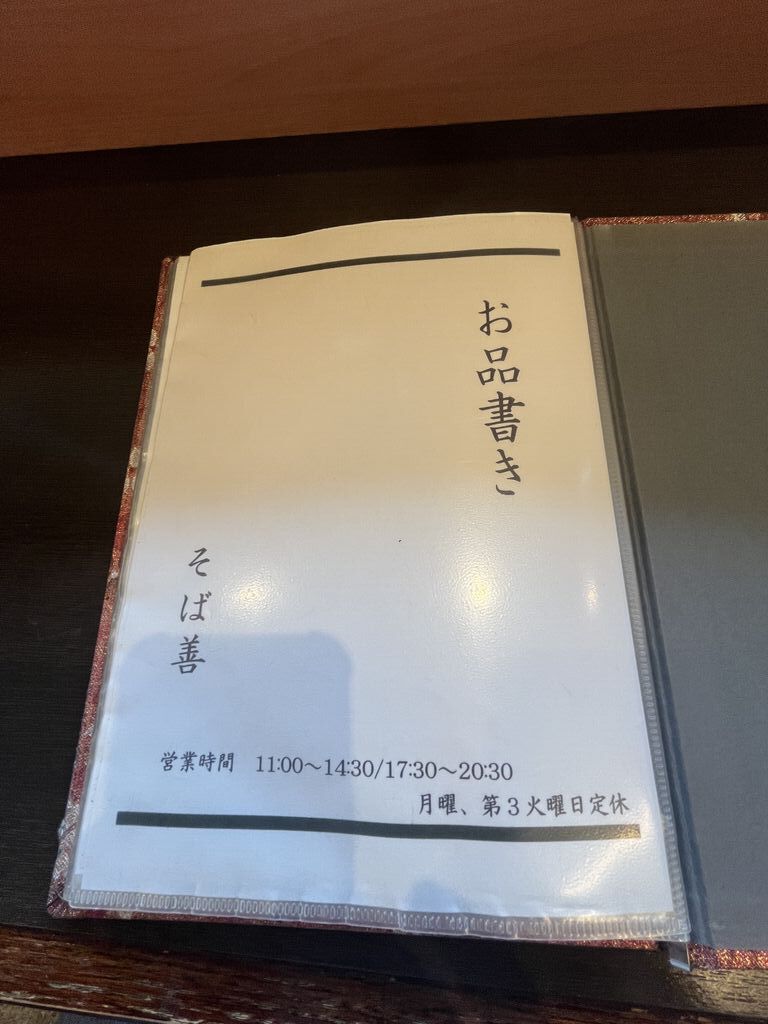 お品書き
そば善
営業時間　11:00～14:30/17:30～20:30
月曜、第３火曜日定休